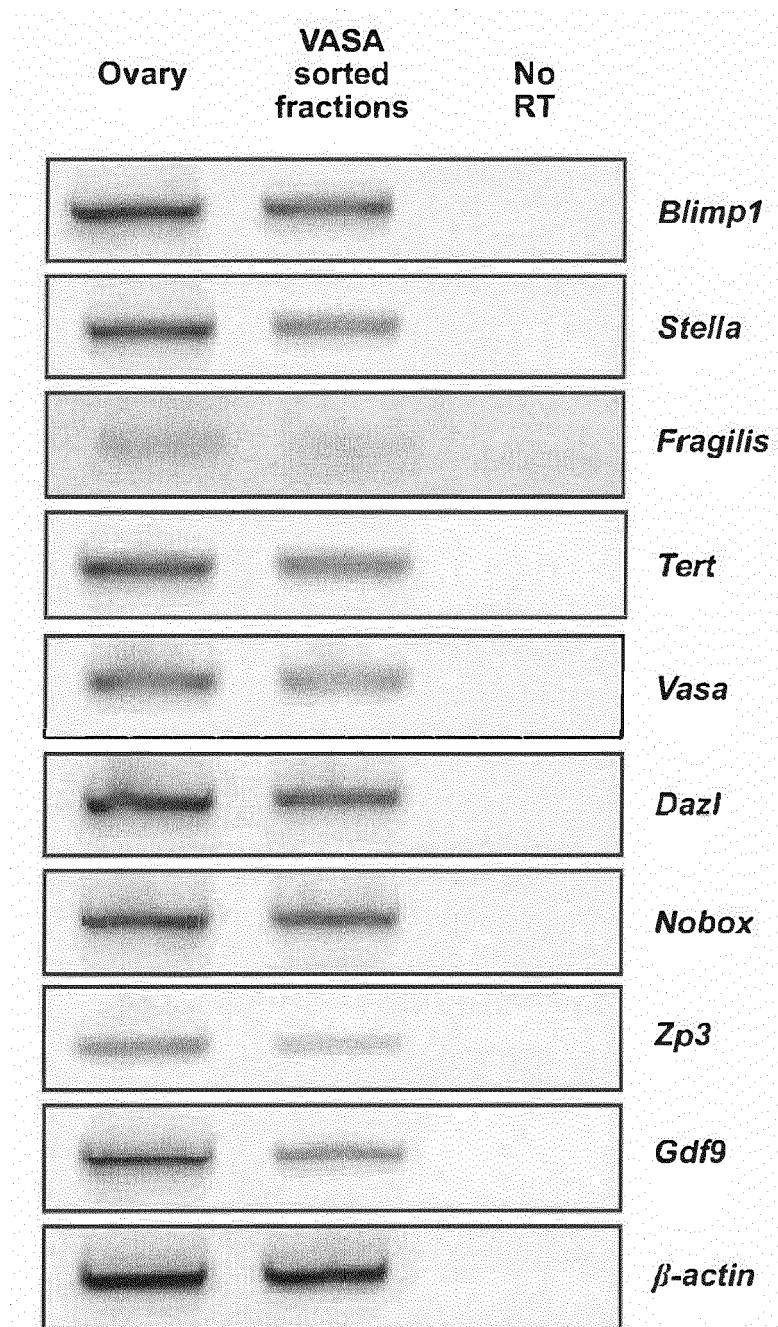 Ovary
VASA
sorted
fractions
No
RT
Blimp1
Stella
Fragilis
Tert
Vasa
Dazl
Nobox
Zp3
Gdf9
β-actin